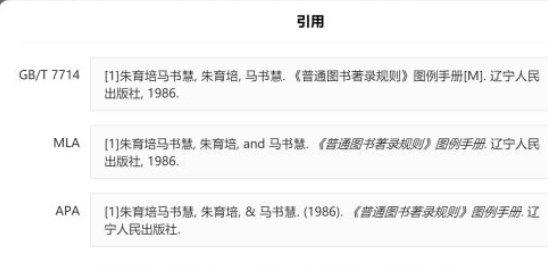 引用
GB/T 7714
[1]朱育培马书慧, 朱育培, 马书慧. 《普通图书著录规则》图例手册[M]. 辽宁人民
出版社, 1986.
MLA
[1]朱育培马书慧, 朱育培, and 马书慧. 《普通图书著录规则》图例手册. 辽宁人民
出版社, 1986.
APA
[1]朱育培马书慧, 朱育培, & 马书慧. (1986). 《普通图书著录规则》图例手册. 辽
宁人民出版社.